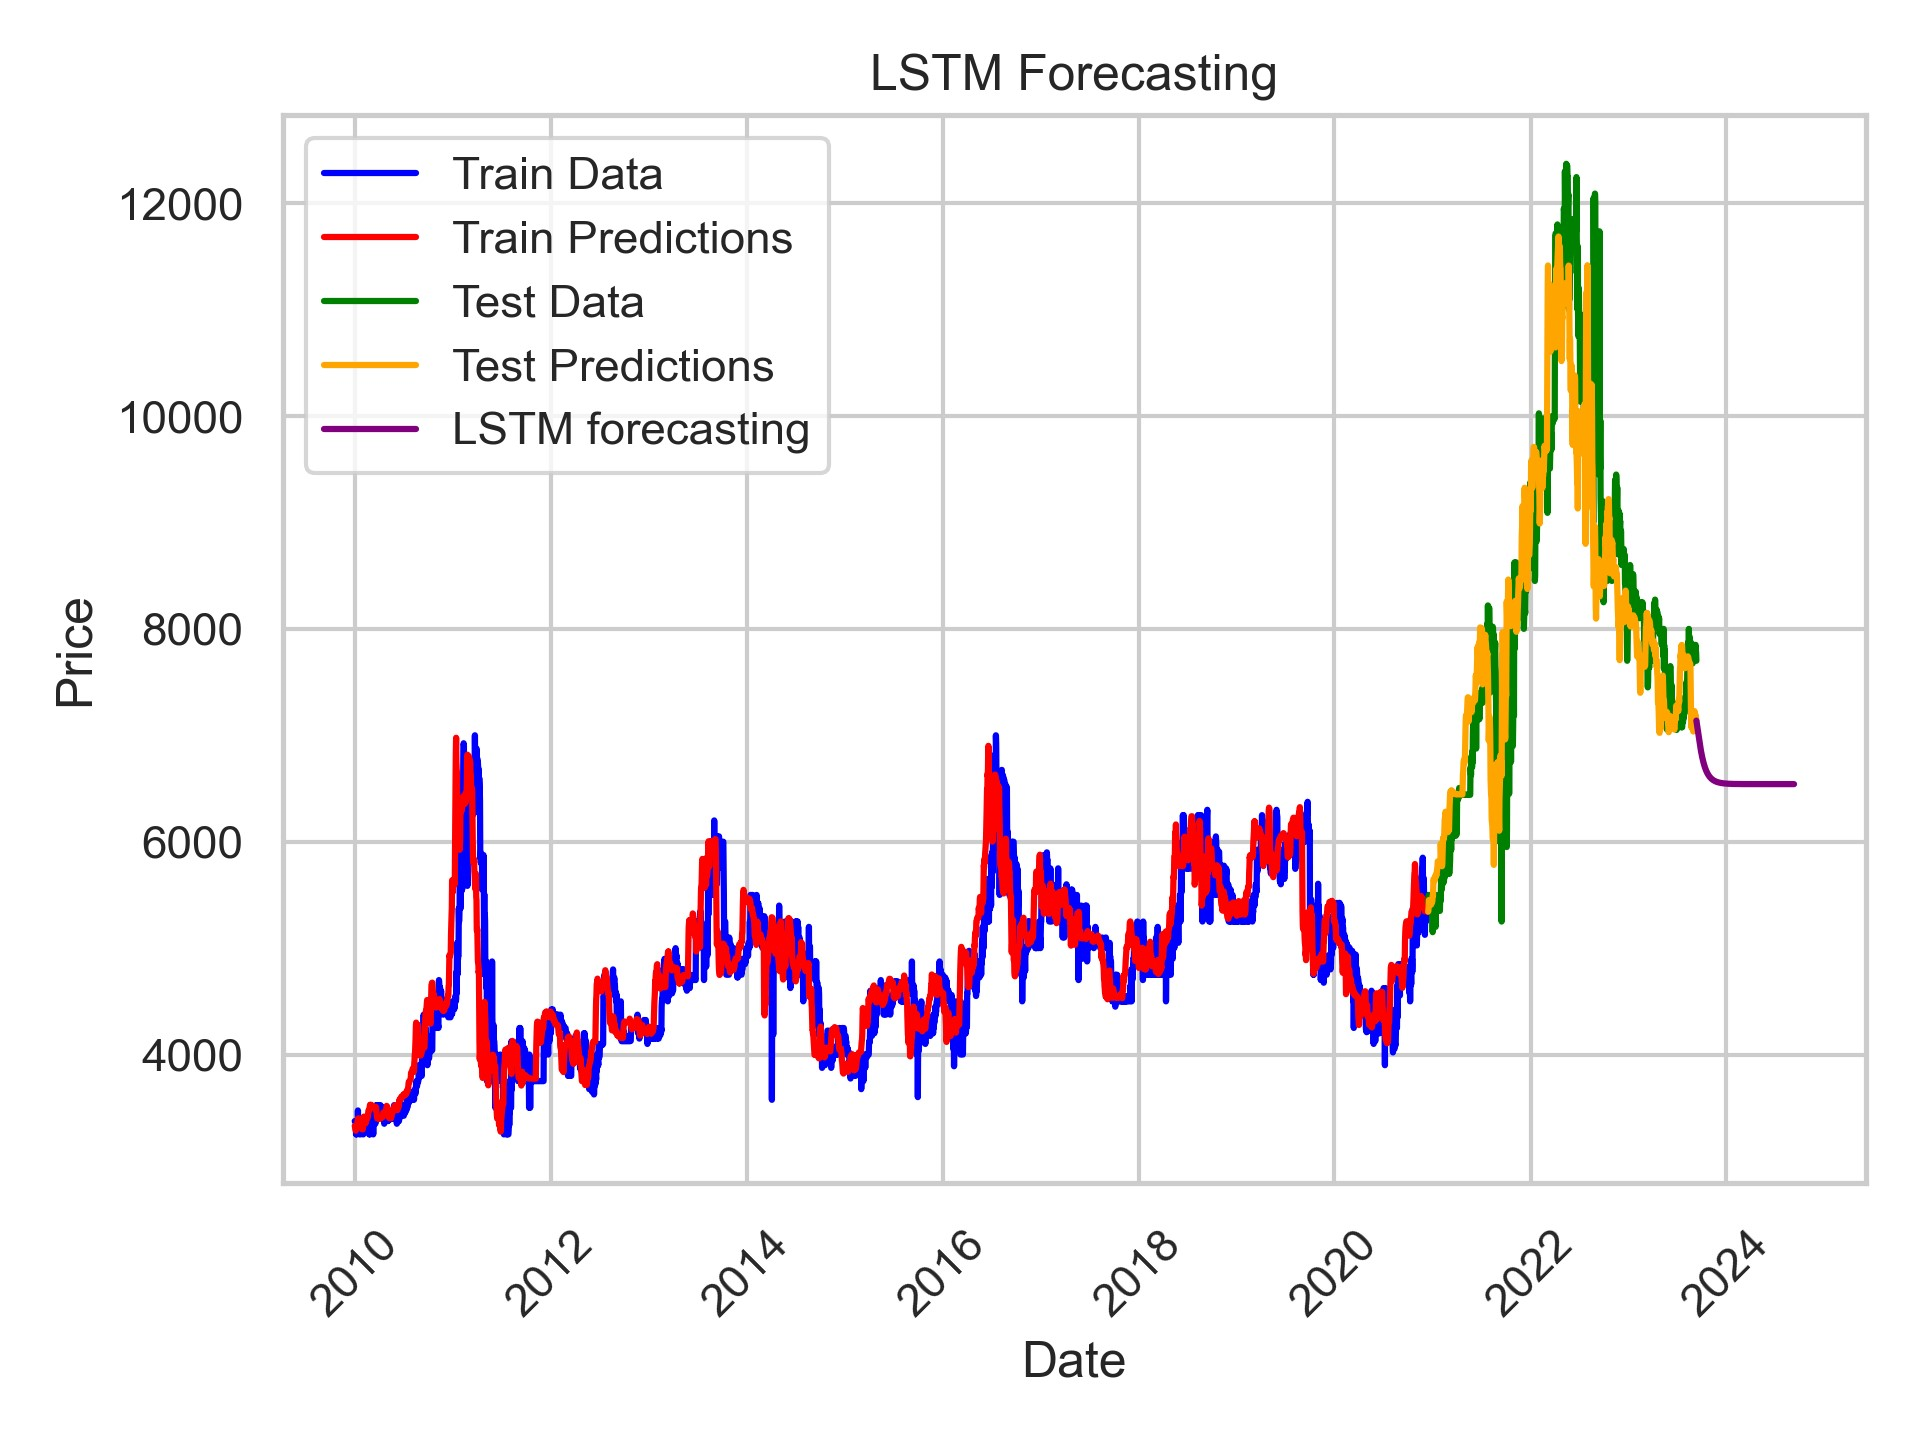 LSTM Forecasting
Train Data
Train Predictions
Test Data
Test Predictions
LSTM forecasting
Price
12000
10000
8000
6000
4000
2010
2012
2014
2016
2018
2020
2022
2024
Date